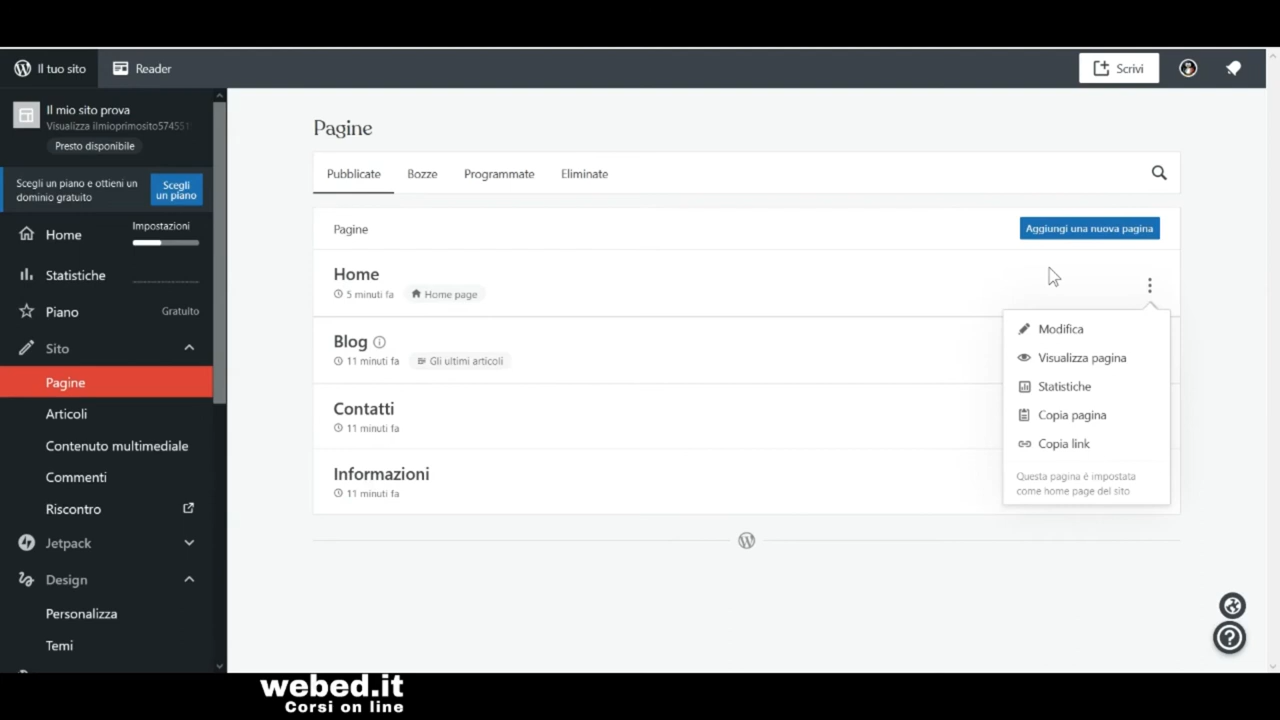 Il tuo sito
Reader
Scrivi
Il mio sito prova
Visualizza ilmioprimosito57455
Presto disponibile
Scegli un piano e ottieni un
dominio gratuito
Scegli
un piano
Home
Impostazioni
Statistiche
Piano
Gratuito
Sito
Pagine
Articoli
Contenuto multimediale
Commenti
Riscontro
Jetpack
Design
Personalizza
Temi
Pagine
Pubblicate
Bozze
Programmate
Eliminate
Pagine
Aggiungi una nuova pagina
Home
5 minuti fa
Home page
Blog
11 minuti fa
Gli ultimi articoli
Contatti
11 minuti fa
Informazioni
11 minuti fa
Modifica
Visualizza pagina
Statistiche
Copia pagina
Copia link
Questa pagina è impostata
come home page del sito
webed.it
Corsi on line